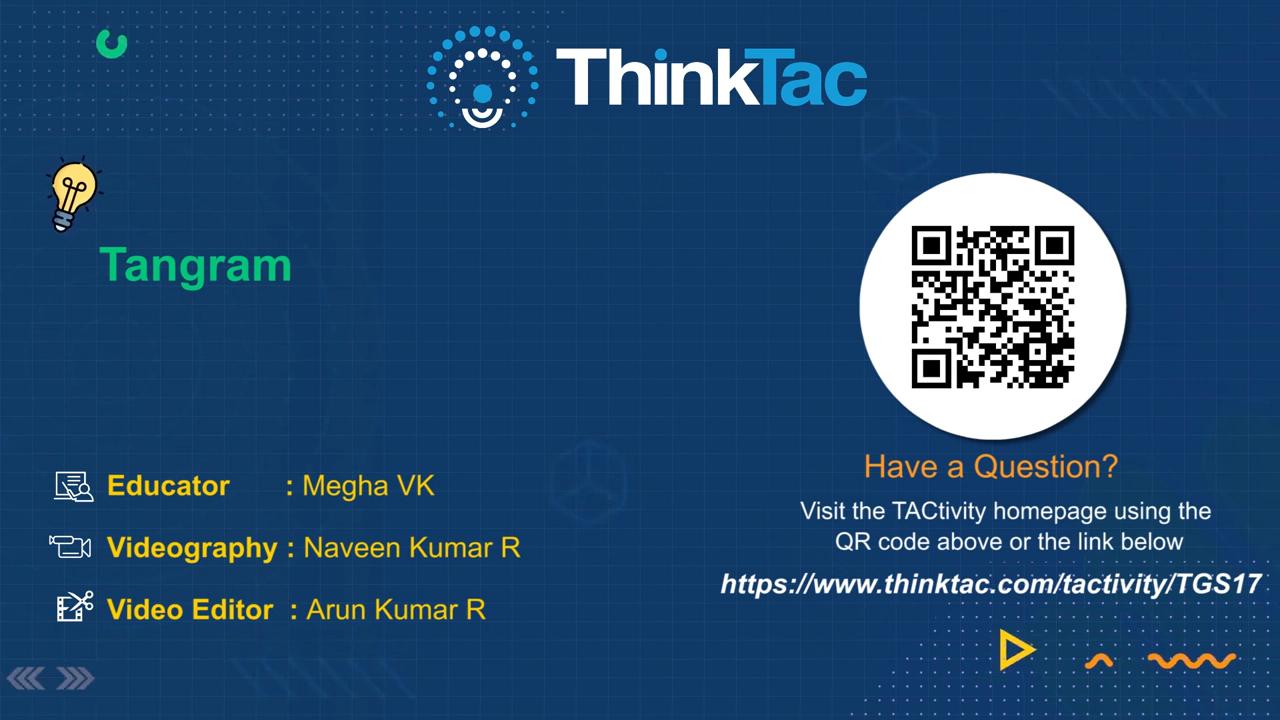 ThinkTac
Tangram
Educator : Megha VK
Videography : Naveen Kumar R
Video Editor : Arun Kumar R
Have a Question?
Visit the TACtivity homepage using the
QR code above or the link below
https://www.thinktac.com/tactivity/TGS17